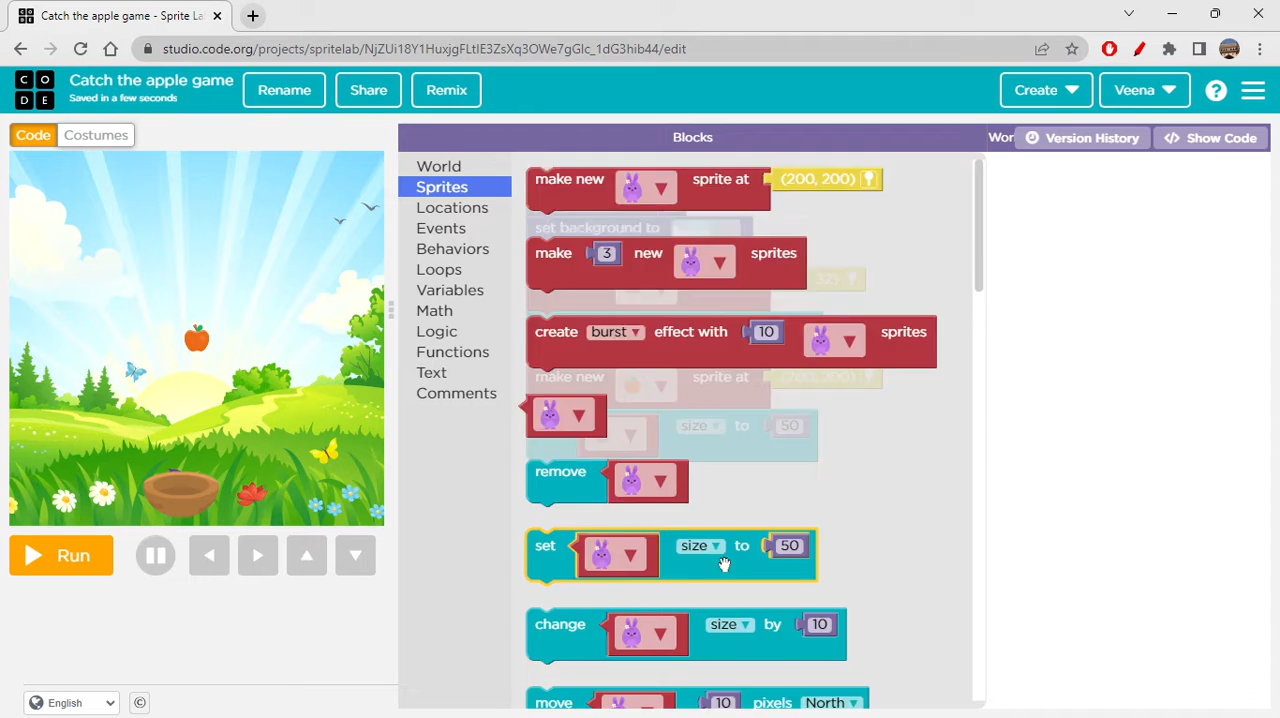 Catch the apple game - Sprite La
studio.code.org/projects/spritelab/NjZUi18Y1HuxjgFLtIE3ZsXq3OWe7gGlc_1dG3hib44/edit
C O D E
Catch the apple game
Saved in a few seconds
Rename
Share
Remix
Create
Veena
?
Code
Costumes
Blocks
Wor
Version History
Show Code
World
Sprites
Locations
Events
Behaviors
Loops
Variables
Math
Logic
Functions
Text
Comments
make new sprite at (200, 200)
set background to
make 3 new sprites
create burst effect with 10 sprites
make new sprite at (200, 200)
size to 50
remove
set size to 50
change size by 10
move 10 pixels North
Run
English
©